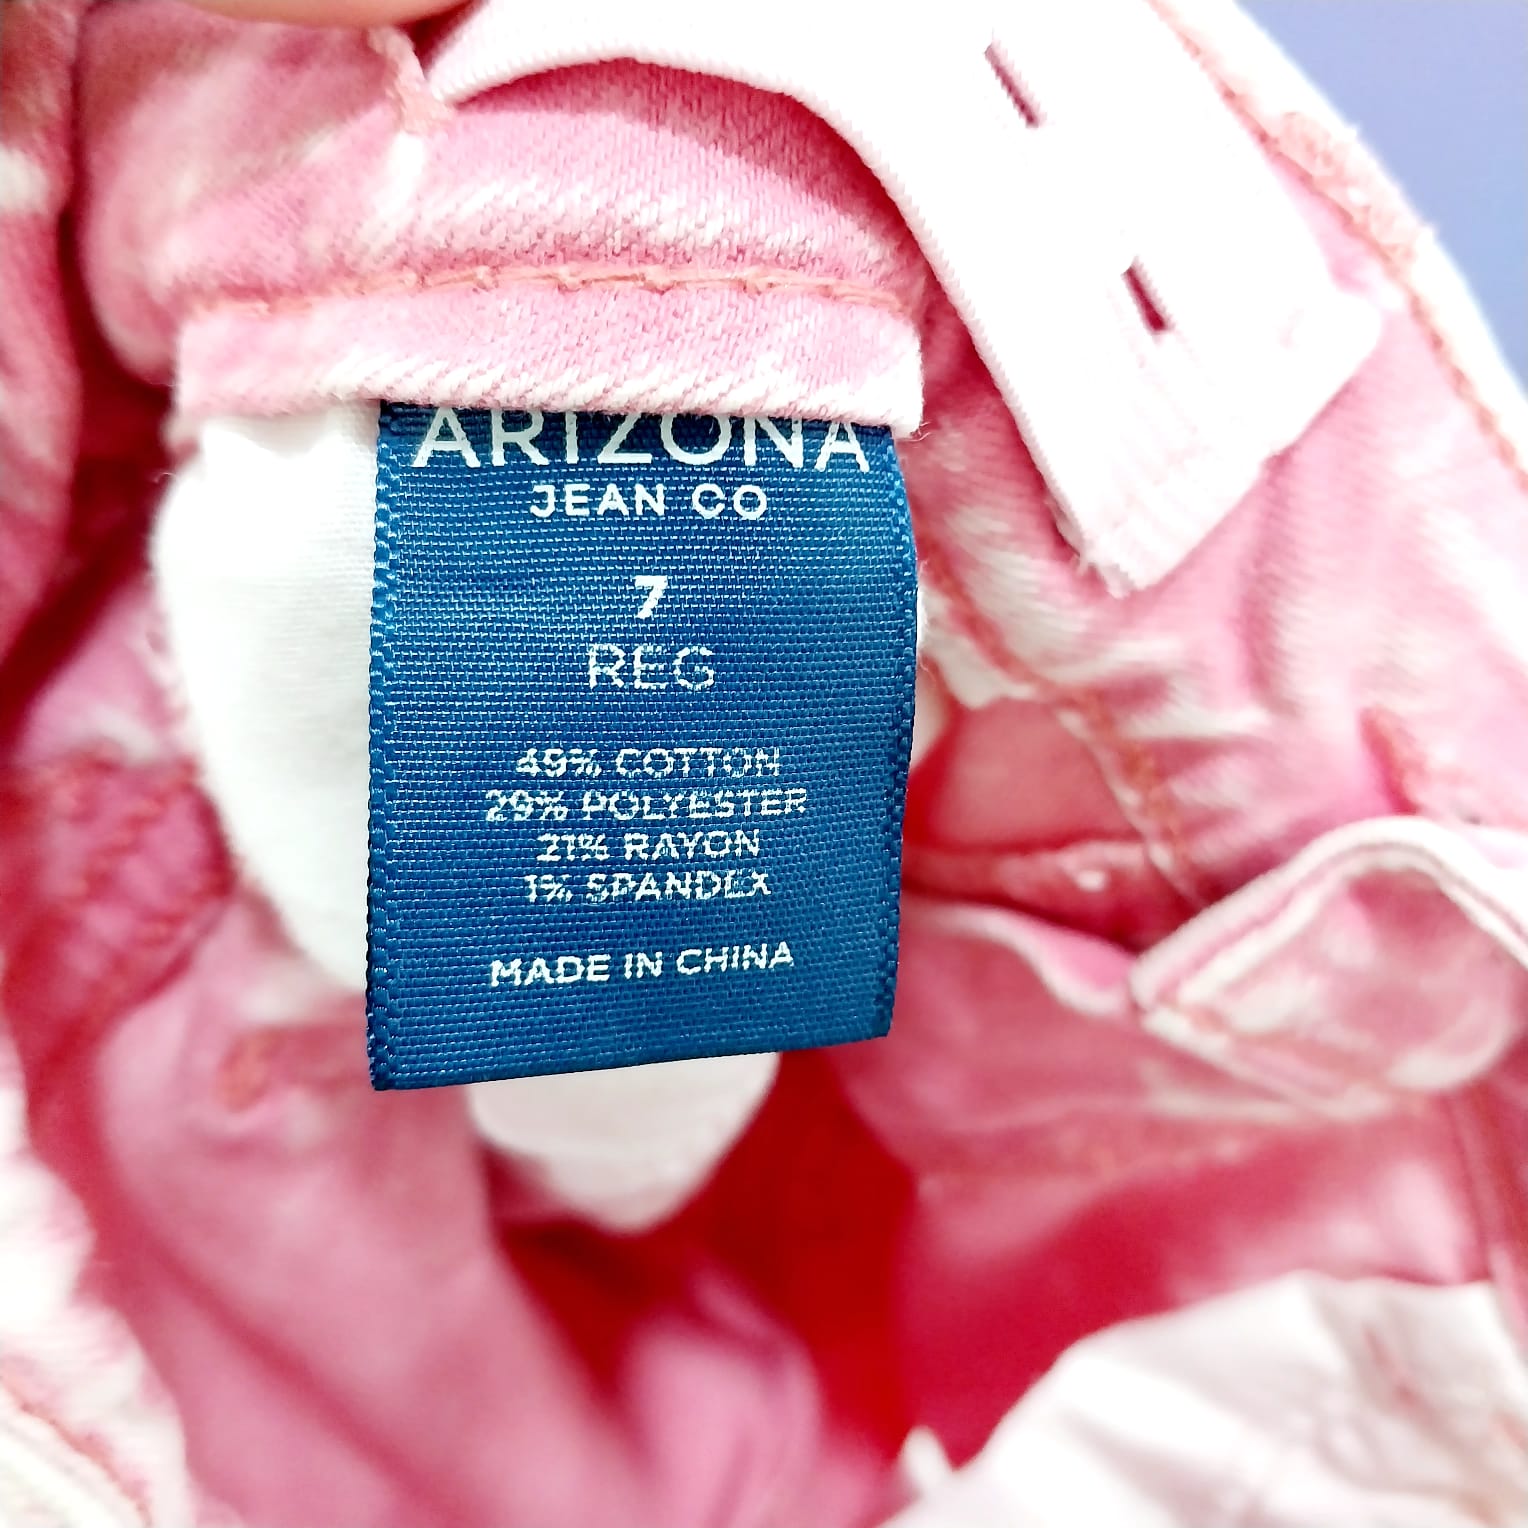 ARIZONA
JEAN CO
7
REG
49% COTTON
29% POLYESTER
21% RAYON
1% SPANDEX
MADE IN CHINA